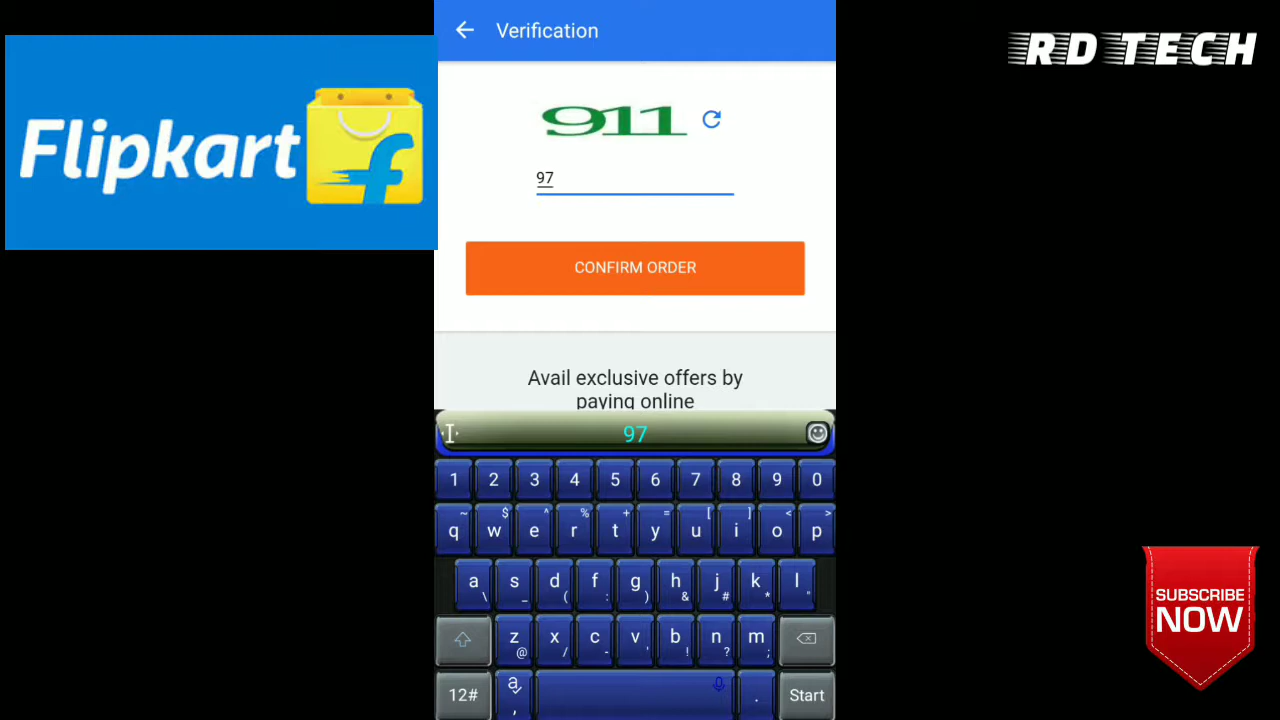 Verification
Flipkart
RD TECH
911
97
CONFIRM ORDER
Avail exclusive offers by
paying online
97
1 2 3 4 5 6 7 8 9 0
~ $ ^ % + = [ ] < >
q w e r t y u i o p
a s d f g h j k l
\ _ ( : ) & # * "
z x c v b n m
@ / - ' ! ? ;
12# a , . Start
SUBSCRIBE
NOW